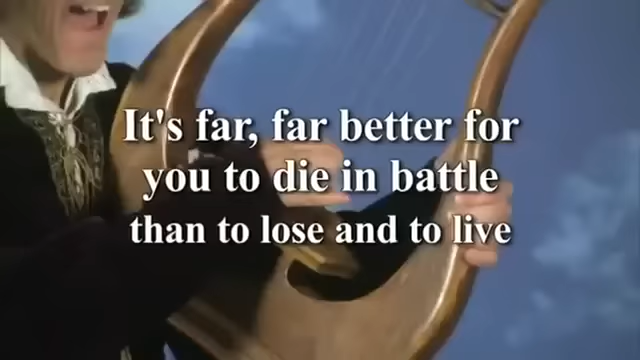 It's far, far better for
you to die in battle
than to lose and to live